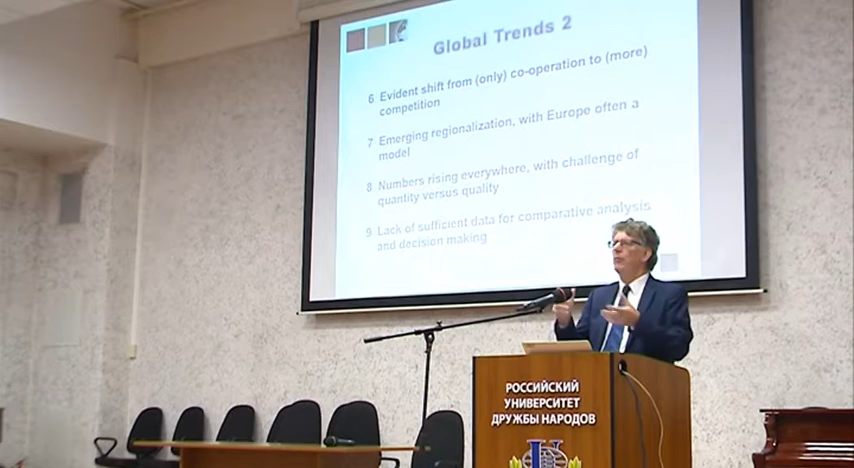 Global Trends 2
6 Evident shift from (only) co-operation to (more)
competition
7 Emerging regionalization, with Europe often a
model
8 Numbers rising everywhere, with challenge of
quantity versus quality
9 Lack of sufficient data for comparative analysis
and decision making
РОССИЙСКИЙ
УНИВЕРСИТЕТ
ДРУЖБЫ НАРОДОВ